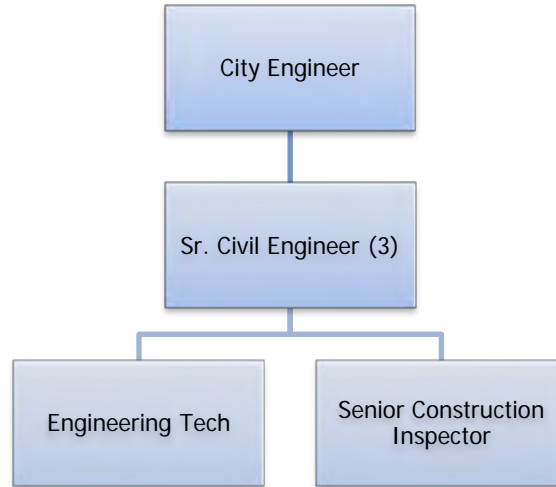 City Engineer
Sr. Civil Engineer (3)
Engineering Tech
Senior Construction
Inspector